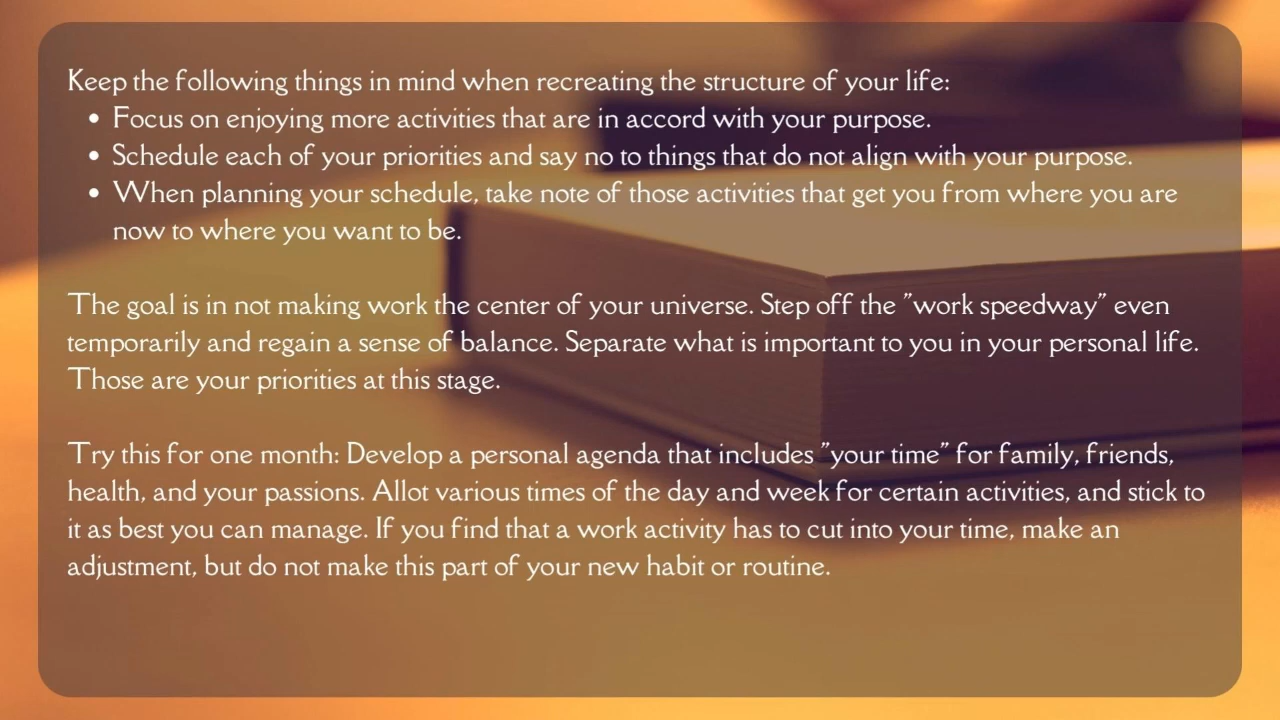 Keep the following things in mind when recreating the structure of your life:
• Focus on enjoying more activities that are in accord with your purpose.
• Schedule each of your priorities and say no to things that do not align with your purpose.
• When planning your schedule, take note of those activities that get you from where you are
now to where you want to be.
The goal is in not making work the center of your universe. Step off the "work speedway" even
temporarily and regain a sense of balance. Separate what is important to you in your personal life.
Those are your priorities at this stage.
Try this for one month: Develop a personal agenda that includes "your time" for family, friends,
health, and your passions. Allot various times of the day and week for certain activities, and stick to
it as best you can manage. If you find that a work activity has to cut into your time, make an
adjustment, but do not make this part of your new habit or routine.